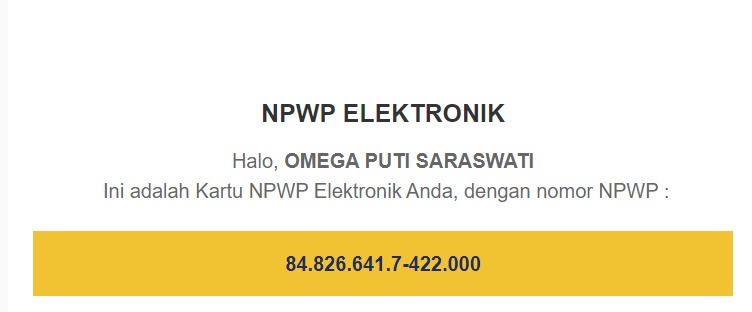 NPWP ELEKTRONIK
Halo, OMEGA PUTI SARASWATI
Ini adalah Kartu NPWP Elektronik Anda, dengan nomor NPWP :
84.826.641.7-422.000